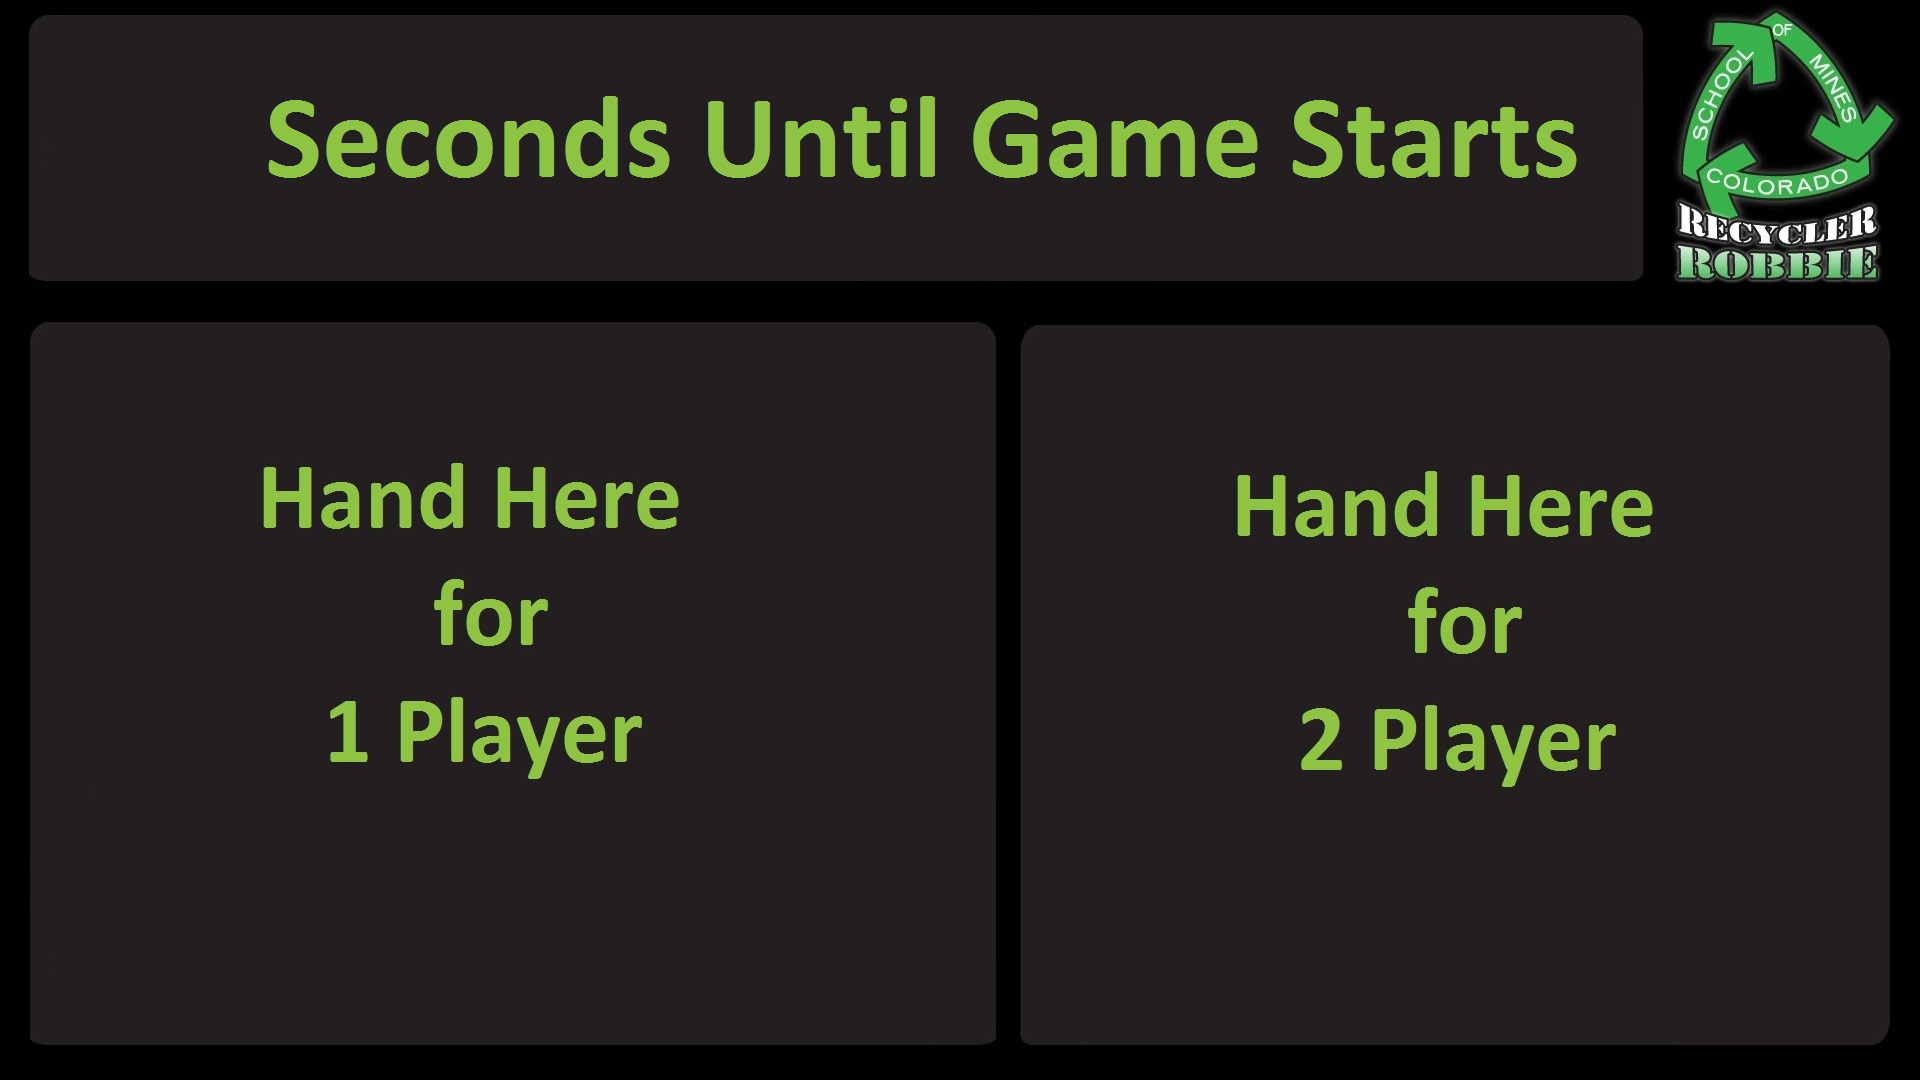 Seconds Until Game Starts
SCHOOL OF MINES
COLORADO
RECYCLER
ROBBIE
Hand Here
for
1 Player
Hand Here
for
2 Player